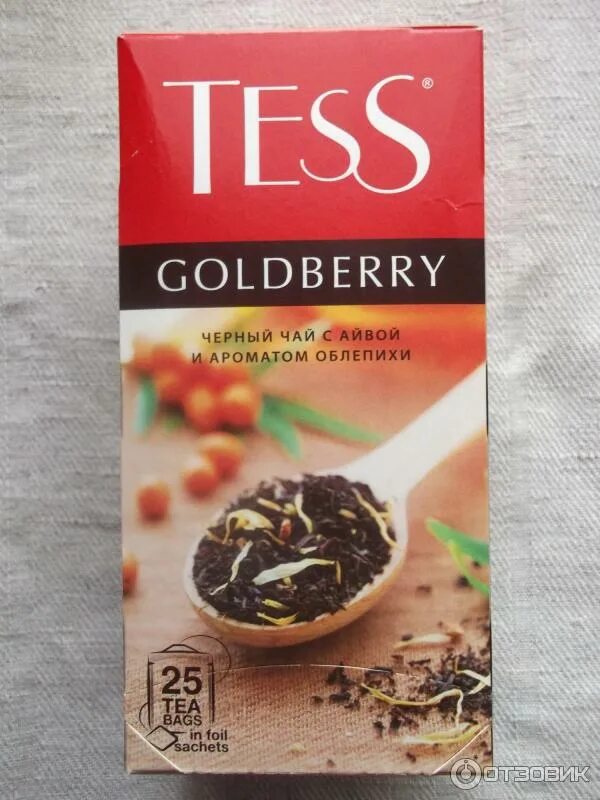 TESS®
GOLDBERRY
ЧЕРНЫЙ ЧАЙ С АЙВОЙ
И АРОМАТОМ ОБЛЕПИХИ
25
TEA
BAGS
in foil
sachets
ОТЗОВИК